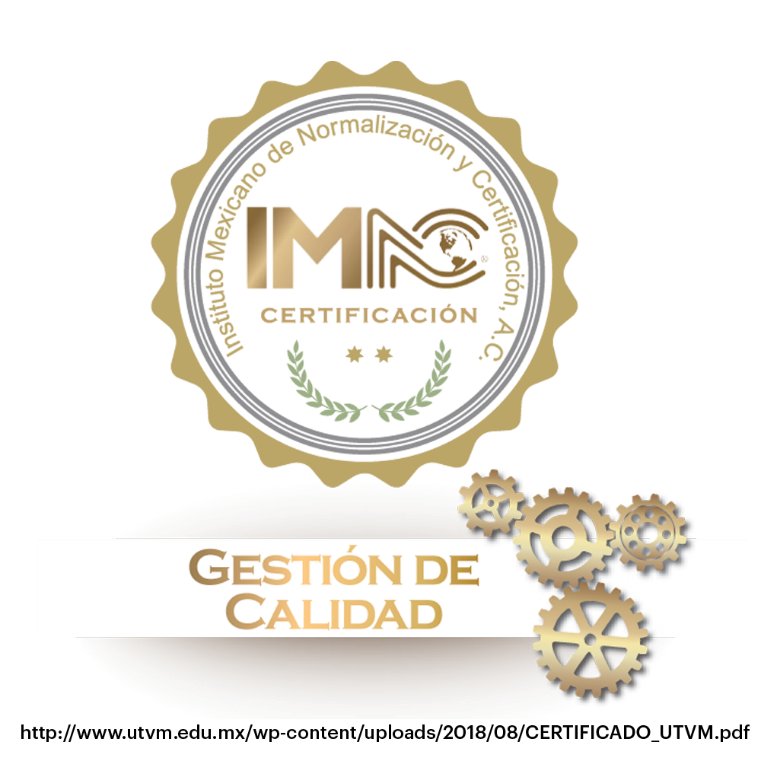 Instituto Mexicano de Normalización y Certificación, A.C.
IMNC ®
CERTIFICACIÓN
GESTIÓN DE
CALIDAD
http://www.utvm.edu.mx/wp-content/uploads/2018/08/CERTIFICADO_UTVM.pdf